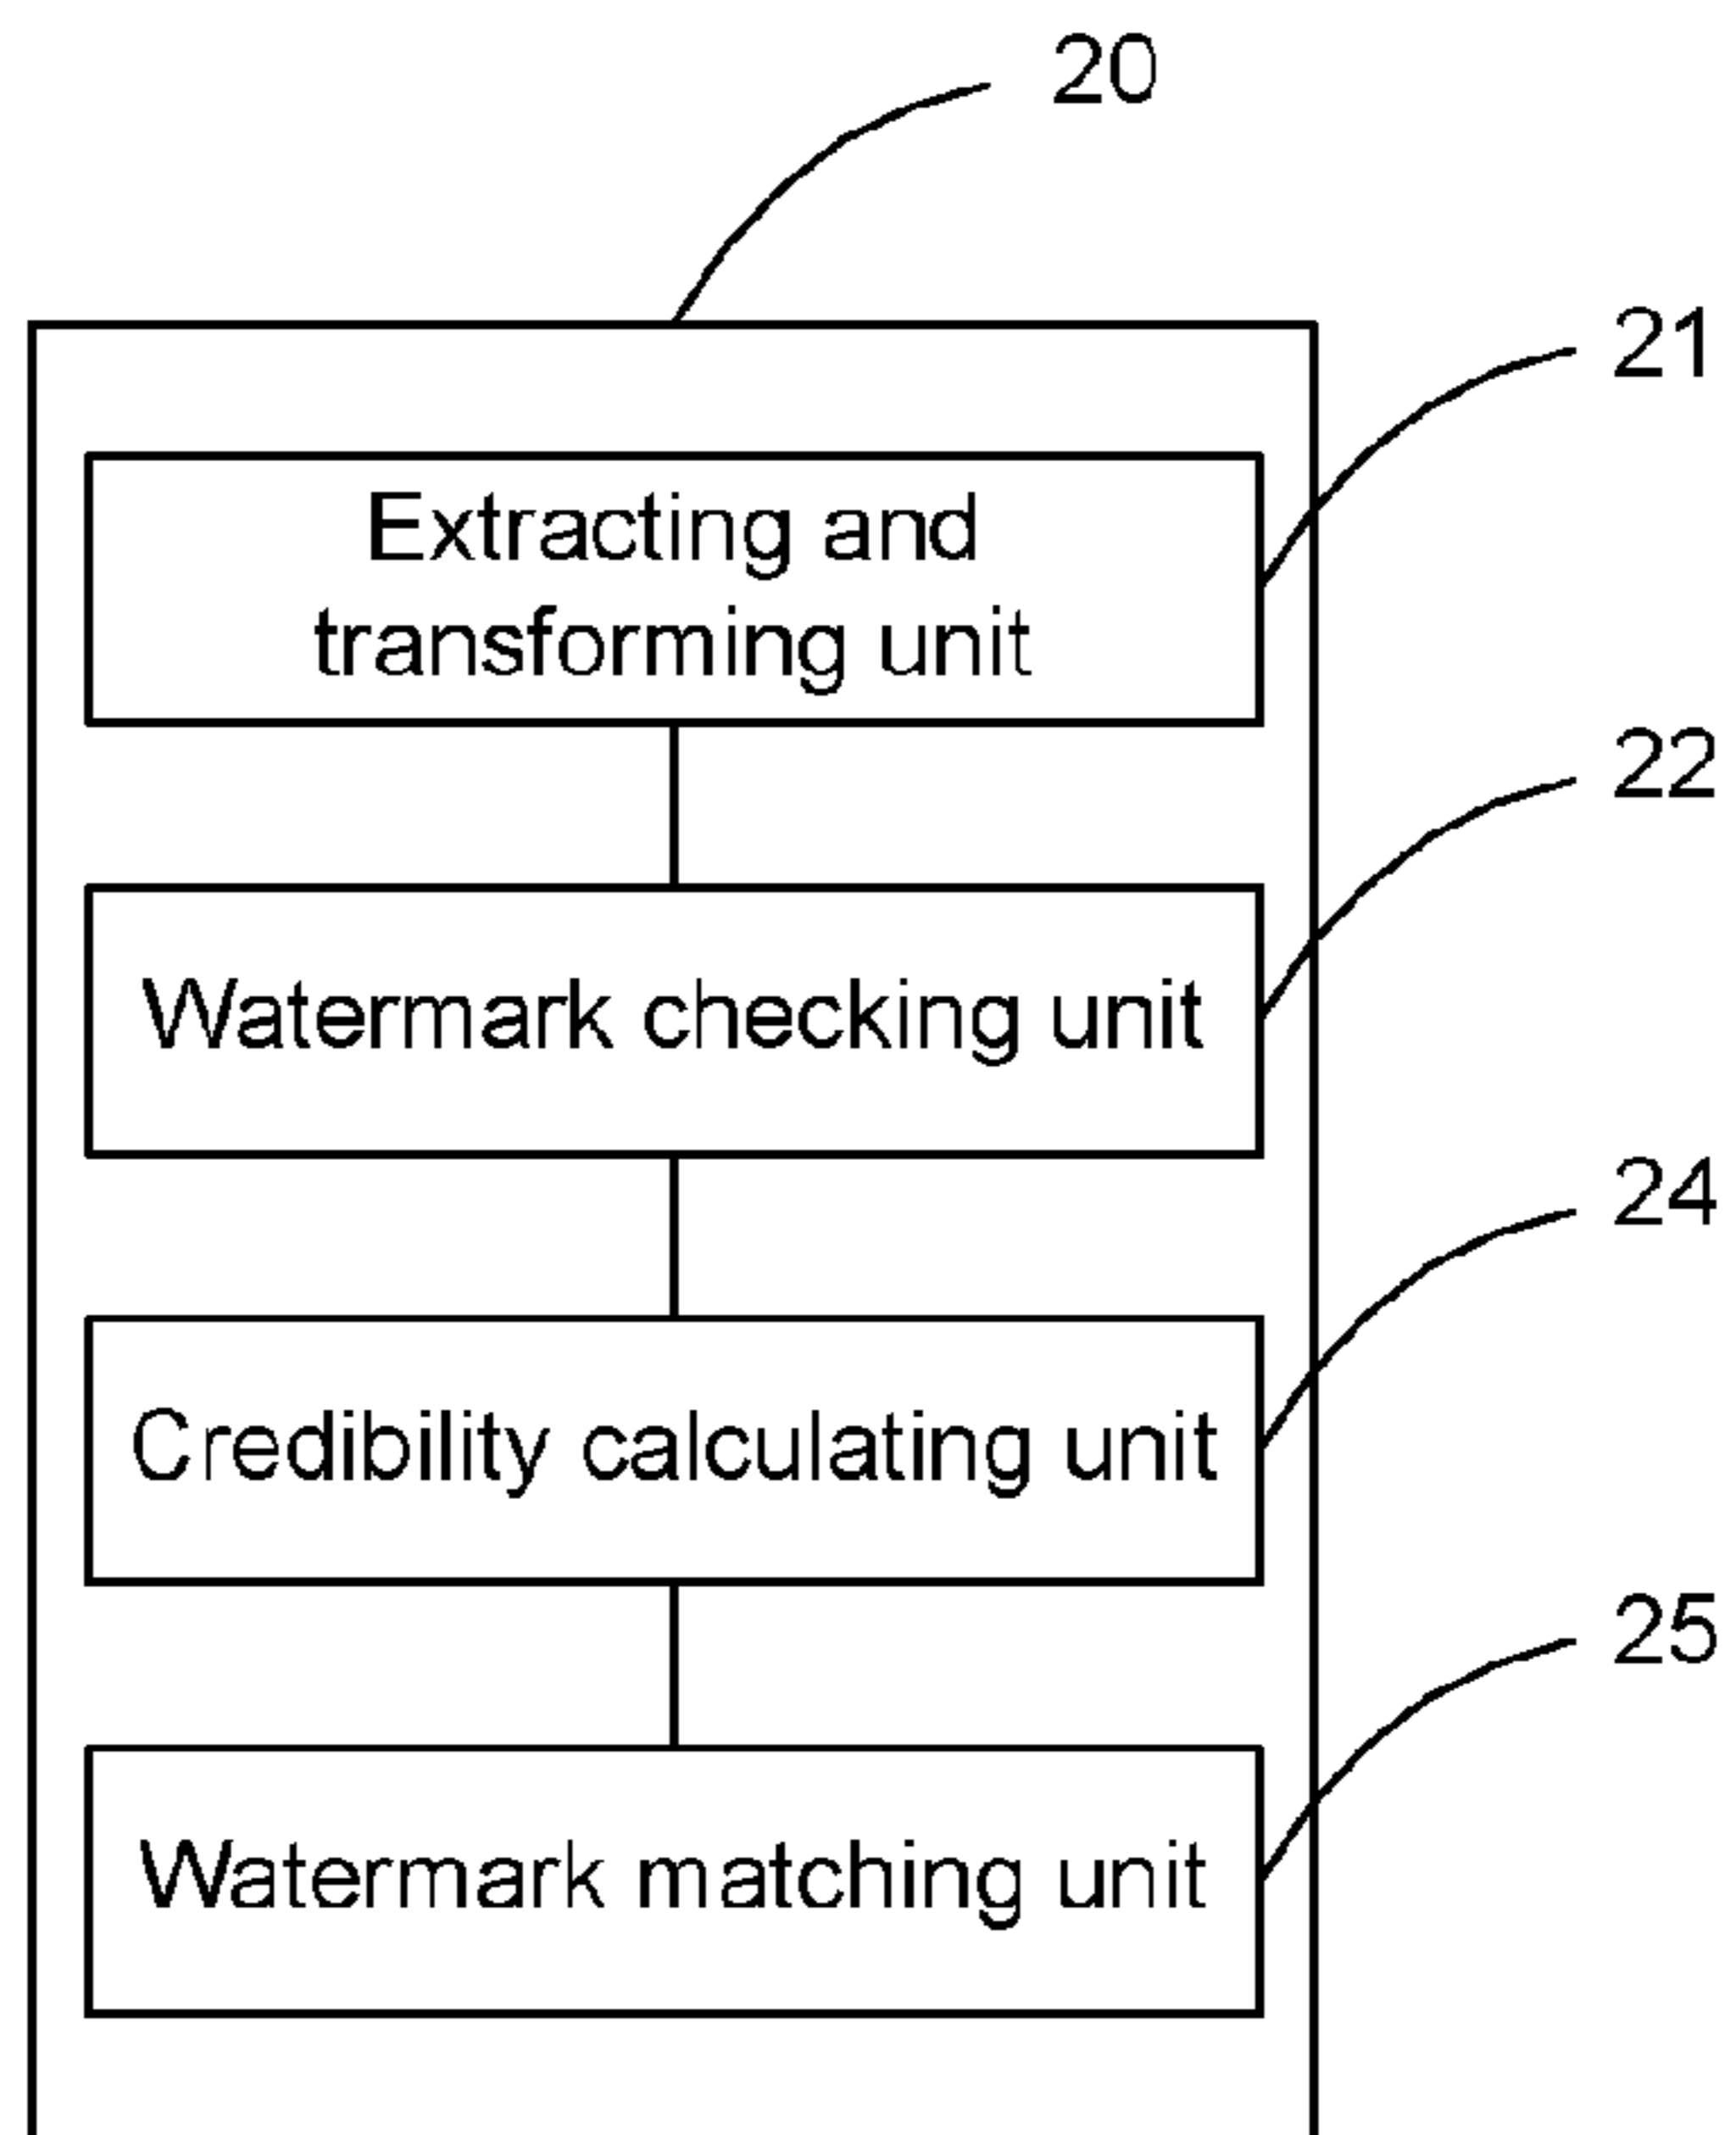 20
21
Extracting and
transforming unit
22
Watermark checking unit
24
Credibility calculating unit
25
Watermark matching unit